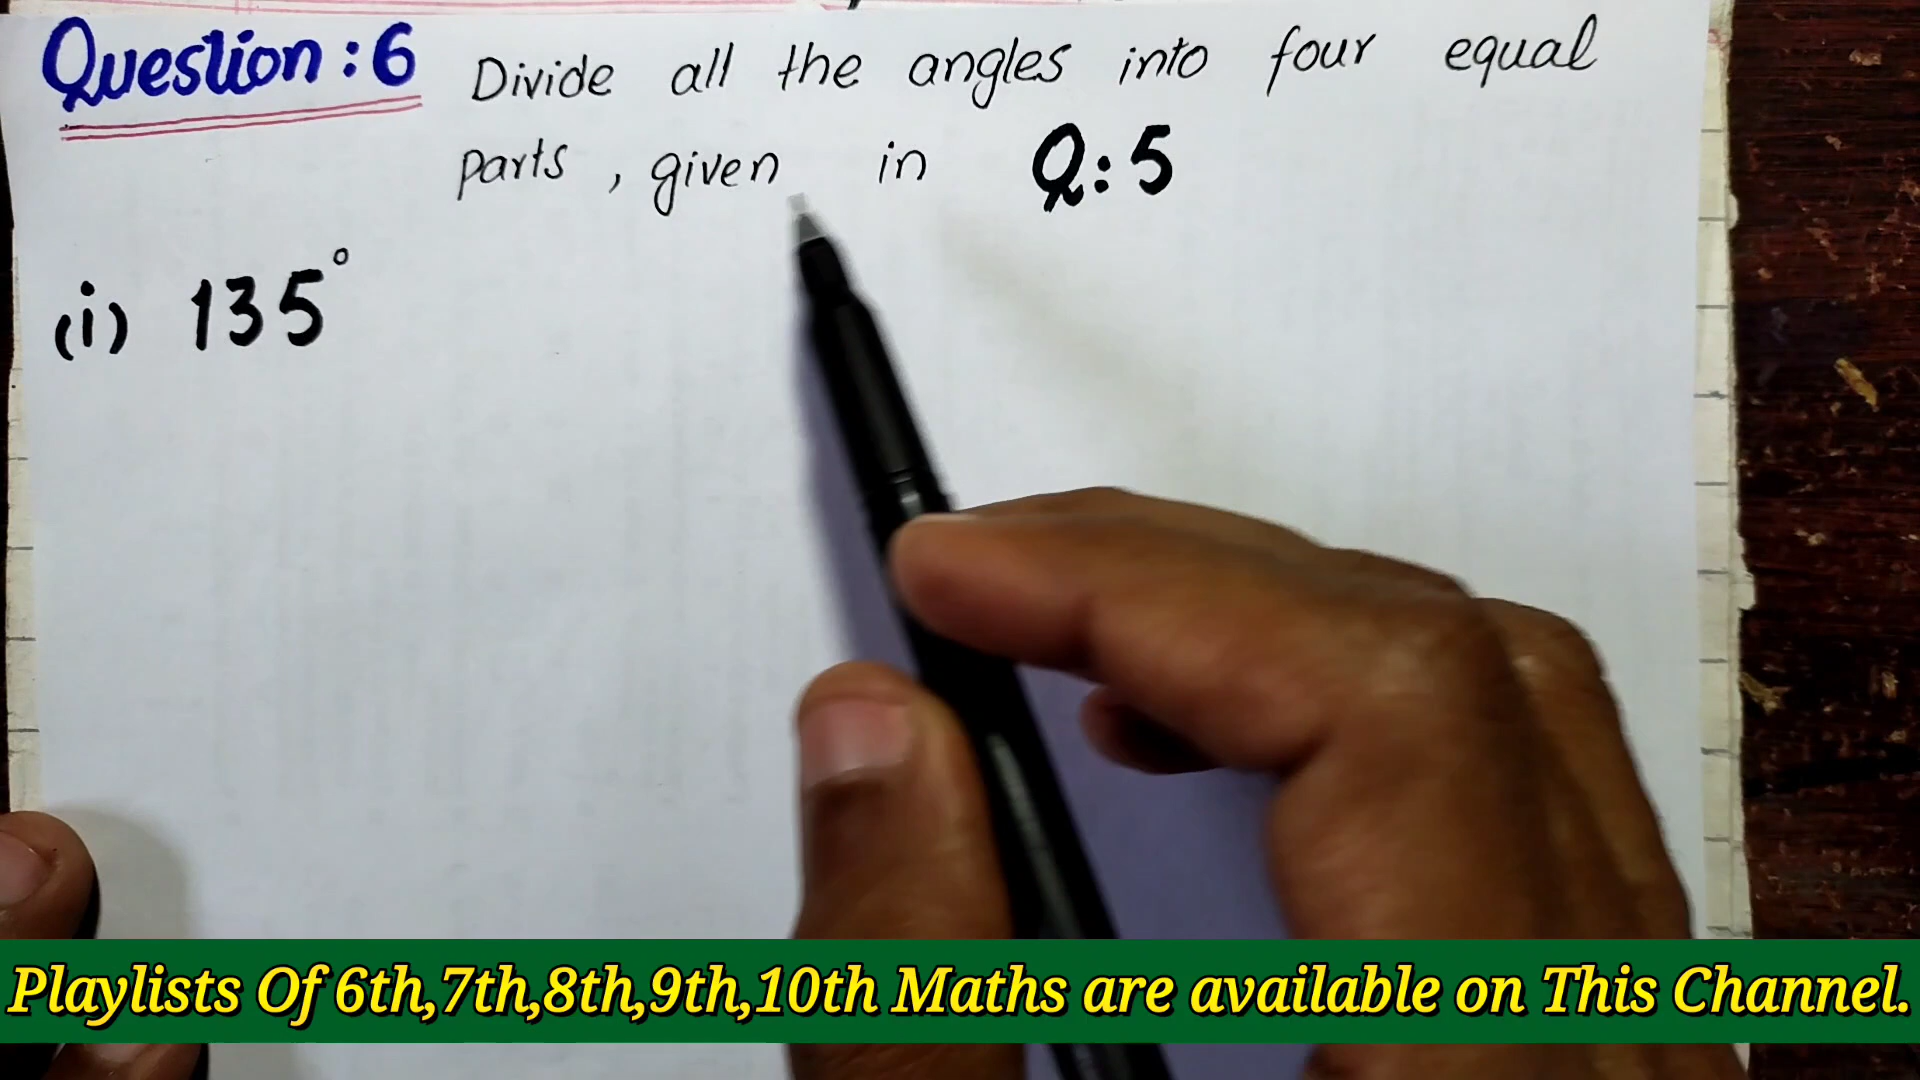 Question:6 Divide all the angles into four equal
parts, given in Q:5
(i) 135°
Playlists Of 6th,7th,8th,9th,10th Maths are available on This Channel.